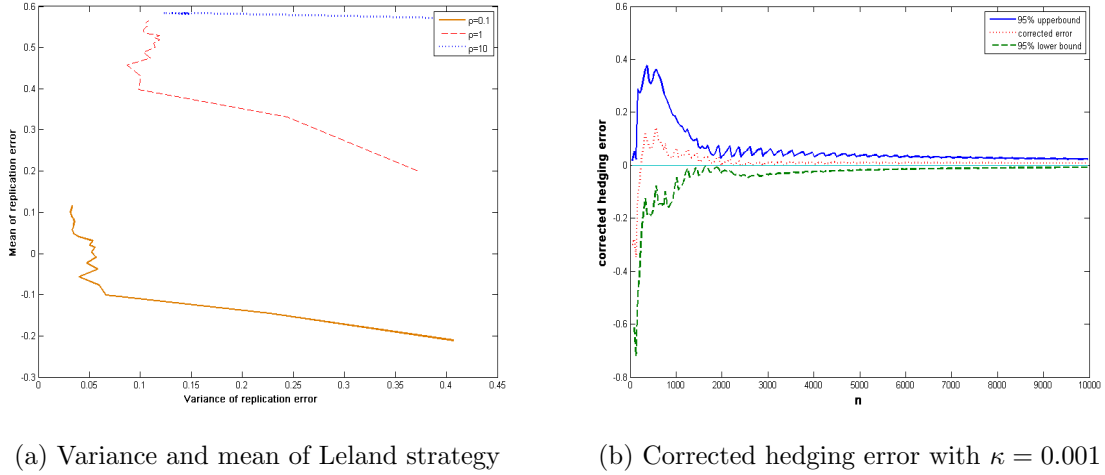 0.6
0.5
0.4
0.3
0.2
0.1
0
-0.1
-0.2
-0.3
Mean of replication error
0 0.05 0.1 0.15 0.2 0.25 0.3 0.35 0.4 0.45
Variance of replication error
ρ=0.1
ρ=1
ρ=10
(a) Variance and mean of Leland strategy
0.6
0.4
0.2
0
-0.2
-0.4
-0.6
-0.8
corrected hedging error
0 1000 2000 3000 4000 5000 6000 7000 8000 9000 10000
n
95% upperbound
corrected error
95% lower bound
(b) Corrected hedging error with κ = 0.001